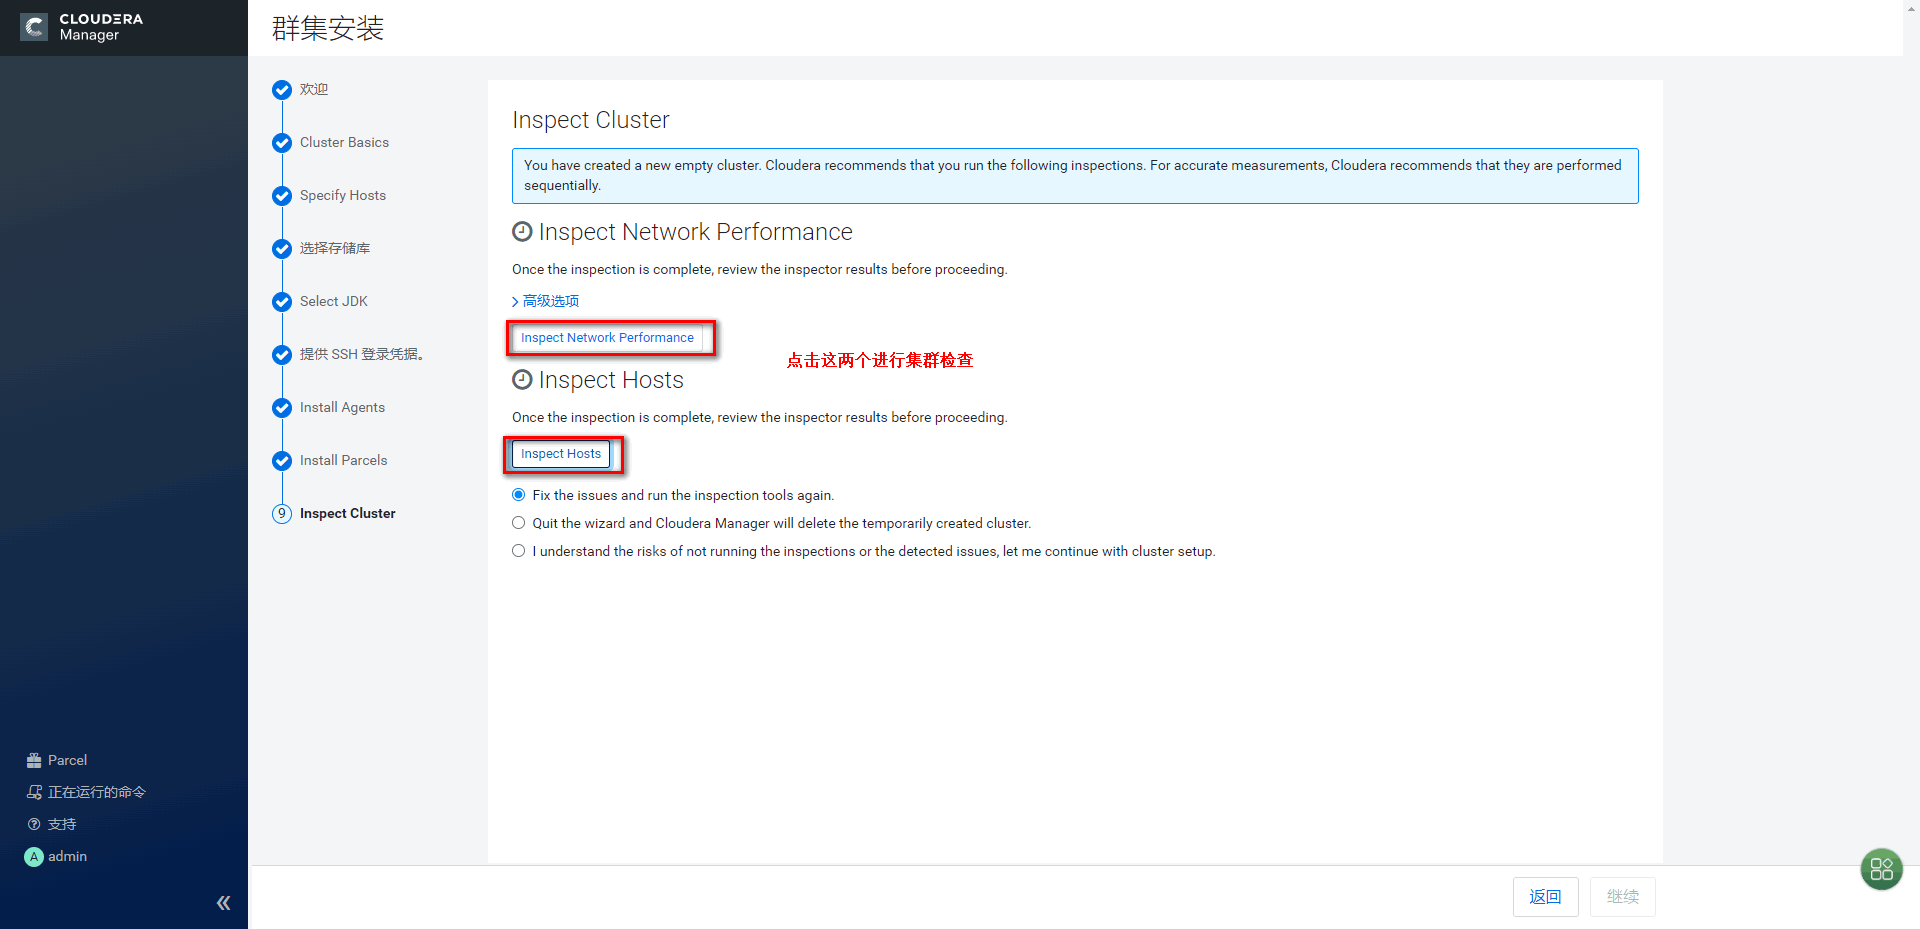 CLOUDERA
Manager
群集安装
欢迎
Cluster Basics
Specify Hosts
选择存储库
Select JDK
提供 SSH 登录凭据。
Install Agents
Install Parcels
9 Inspect Cluster
Inspect Cluster
You have created a new empty cluster. Cloudera recommends that you run the following inspections. For accurate measurements, Cloudera recommends that they are performed
sequentially.
Inspect Network Performance
Once the inspection is complete, review the inspector results before proceeding.
高级选项
Inspect Network Performance
点击这两个进行集群检查
Inspect Hosts
Once the inspection is complete, review the inspector results before proceeding.
Inspect Hosts
Fix the issues and run the inspection tools again.
Quit the wizard and Cloudera Manager will delete the temporarily created cluster.
I understand the risks of not running the inspections or the detected issues, let me continue with cluster setup.
Parcel
正在运行的命令
支持
A admin
返回
继续